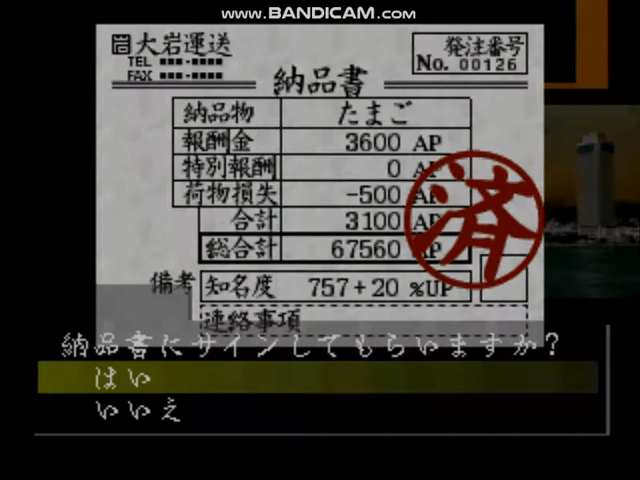 www.BANDICAM.com
大岩運送
発注番号
TEL ■■■-■■■■
No. 00126
FAX ■■■-■■■■
納品書
納品物 たまご
報酬金 3600 AP
特別報酬 0 AP
荷物損失 -500 AP
合計 3100 AP
総合計 67560 AP
済
備考 知名度 757+20 %UP
連絡事項
納品書にサインしてもらいますか?
はい
いいえ